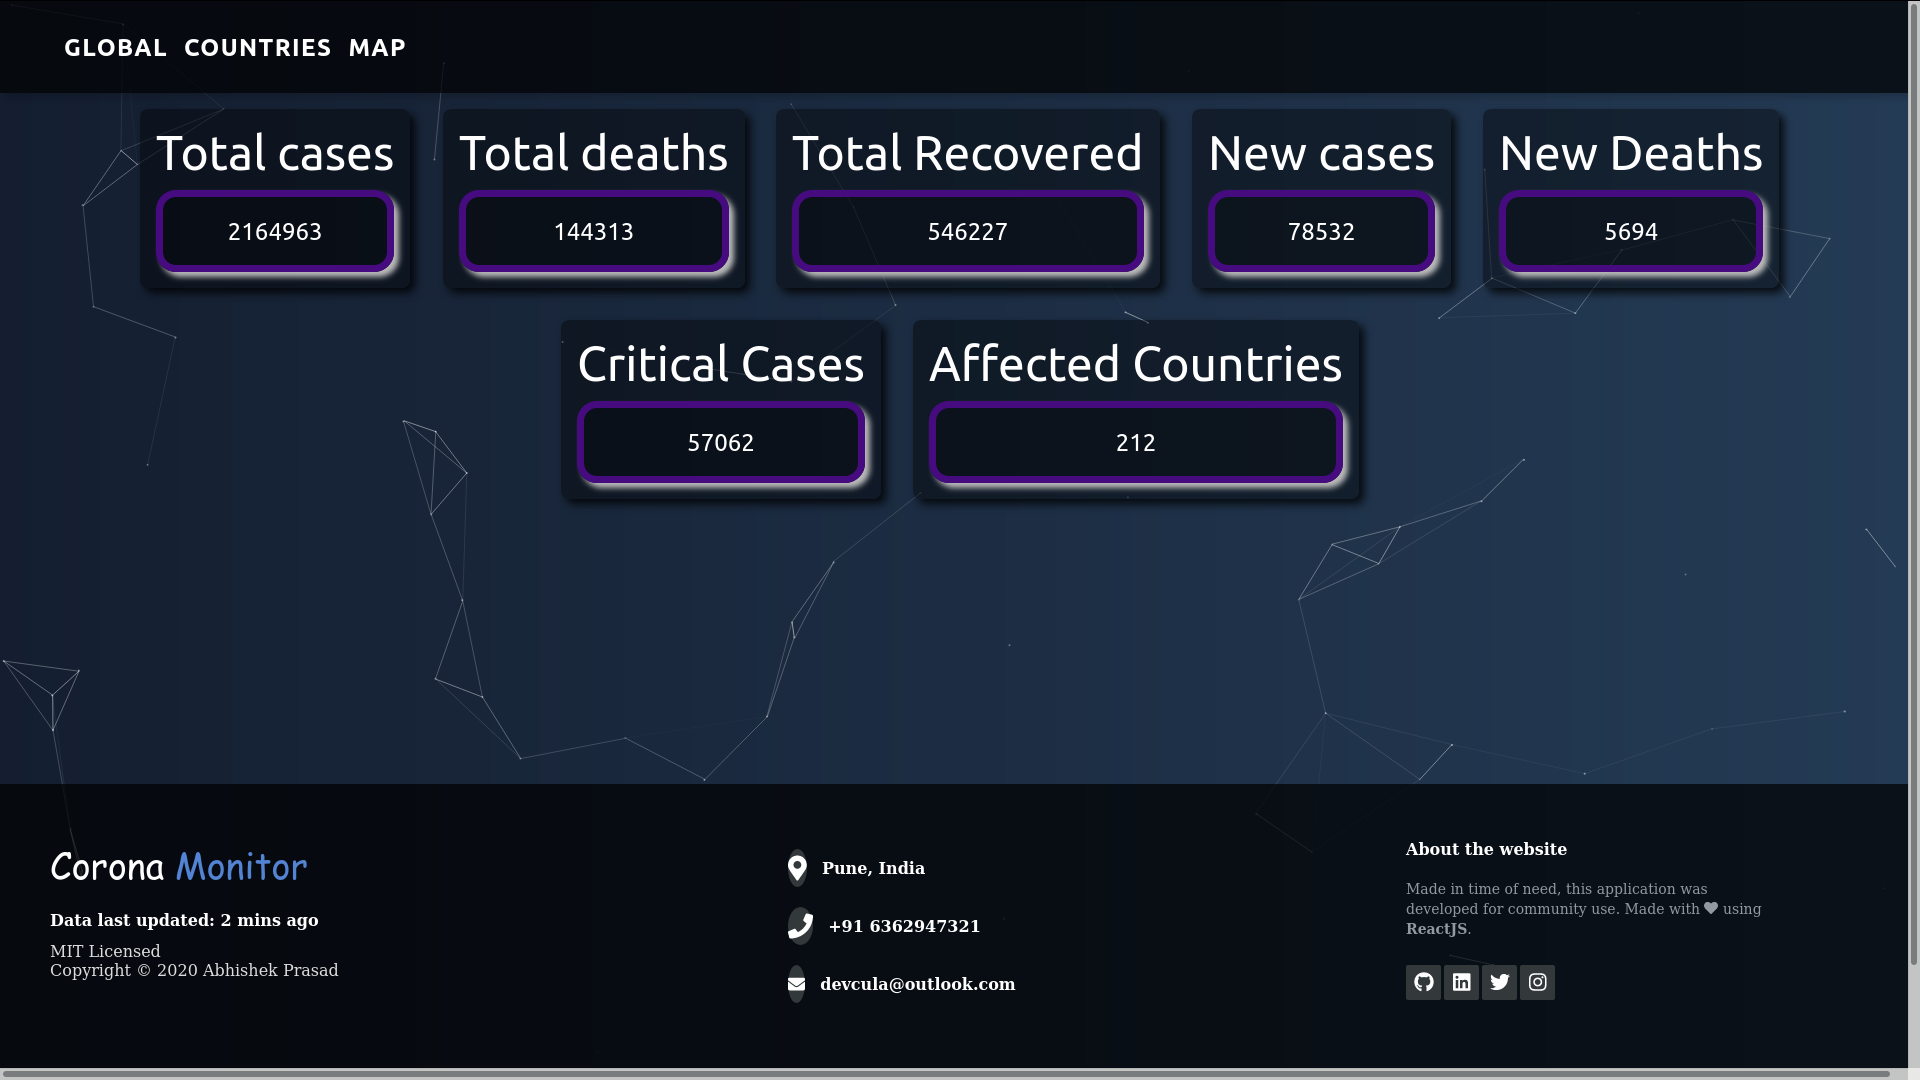 GLOBAL COUNTRIES MAP
Total cases
2164963
Total deaths
144313
Total Recovered
546227
New cases
78532
New Deaths
5694
Critical Cases
57062
Affected Countries
212
Corona Monitor
Data last updated: 2 mins ago
MIT Licensed
Copyright © 2020 Abhishek Prasad
Pune, India
+91 6362947321
devcula@outlook.com
About the website
Made in time of need, this application was
developed for community use. Made with ♥ using
ReactJS.